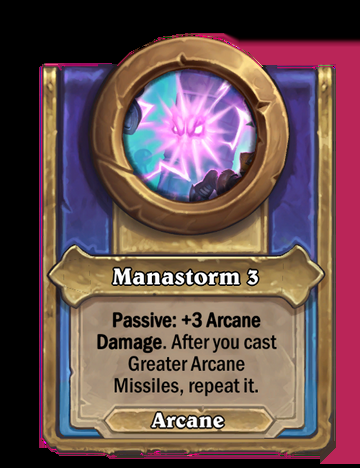 Manastorm 3
Passive: +3 Arcane
Damage. After you cast
Greater Arcane
Missiles, repeat it.
Arcane